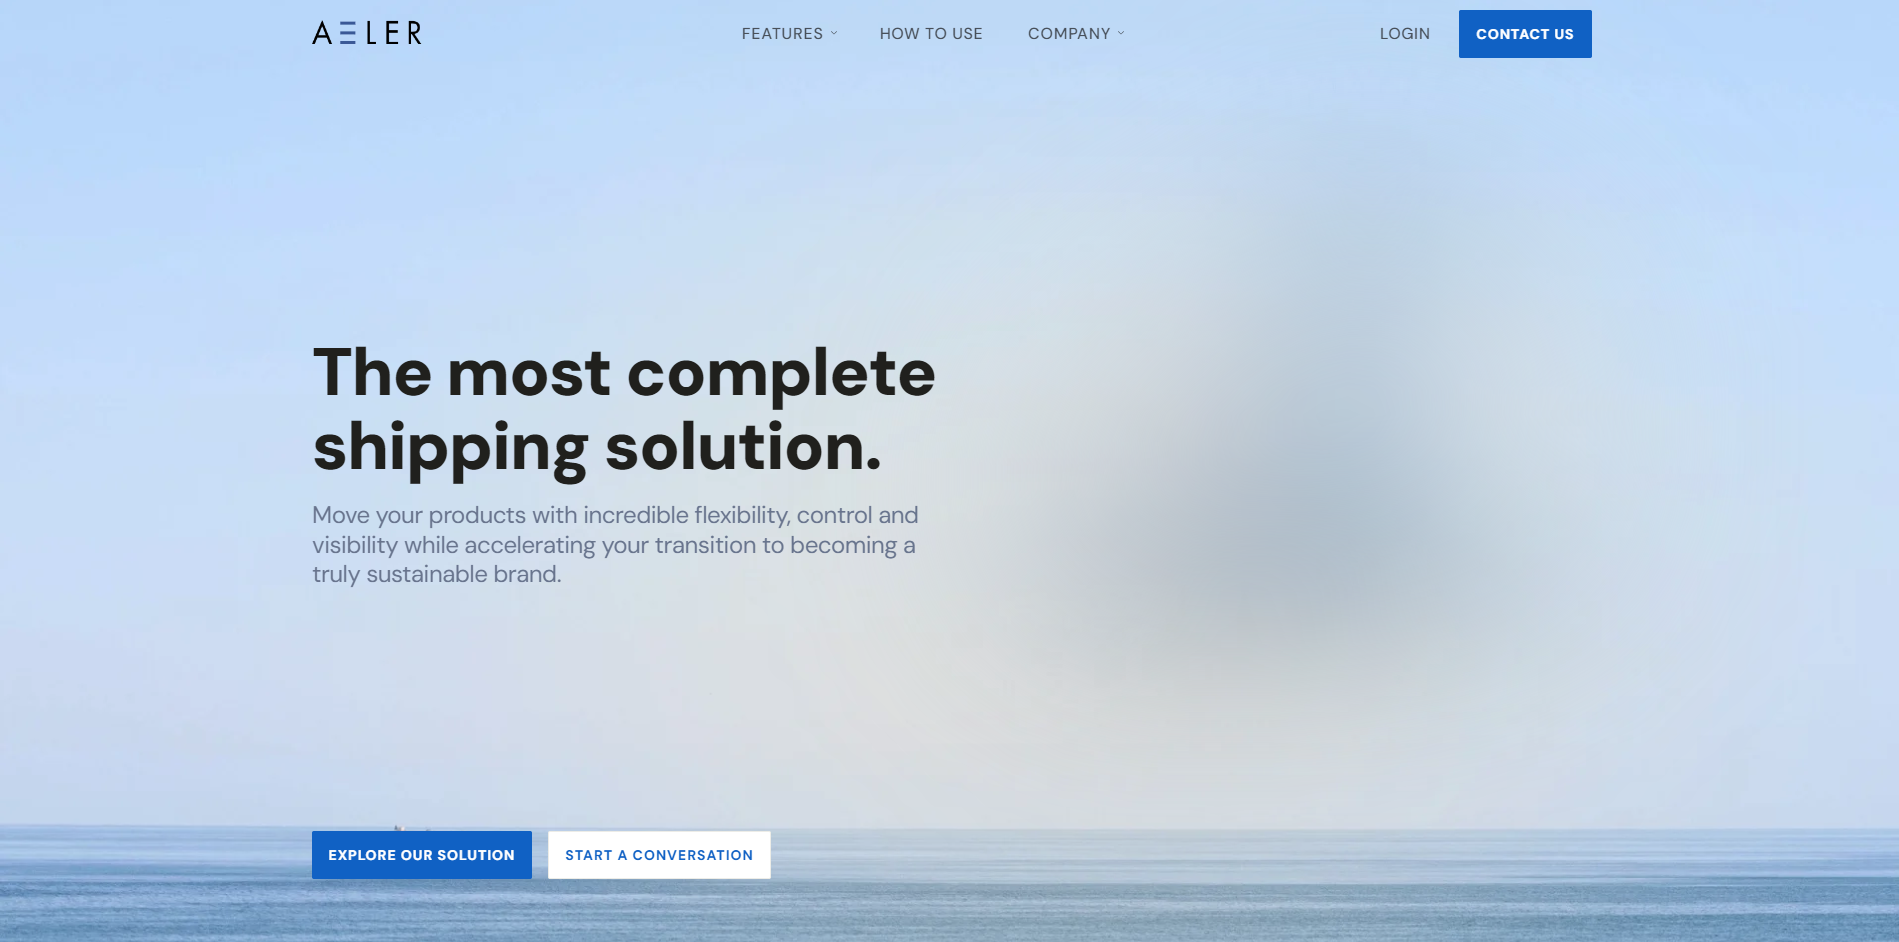 AELER
FEATURES
HOW TO USE
COMPANY
LOGIN
CONTACT US
The most complete
shipping solution.
Move your products with incredible flexibility, control and
visibility while accelerating your transition to becoming a
truly sustainable brand.
EXPLORE OUR SOLUTION
START A CONVERSATION